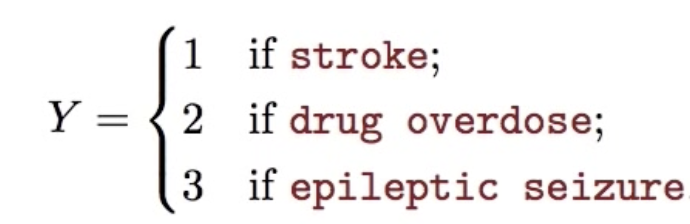 1 if stroke;
Y = 2 if drug overdose;
3 if epileptic seizure